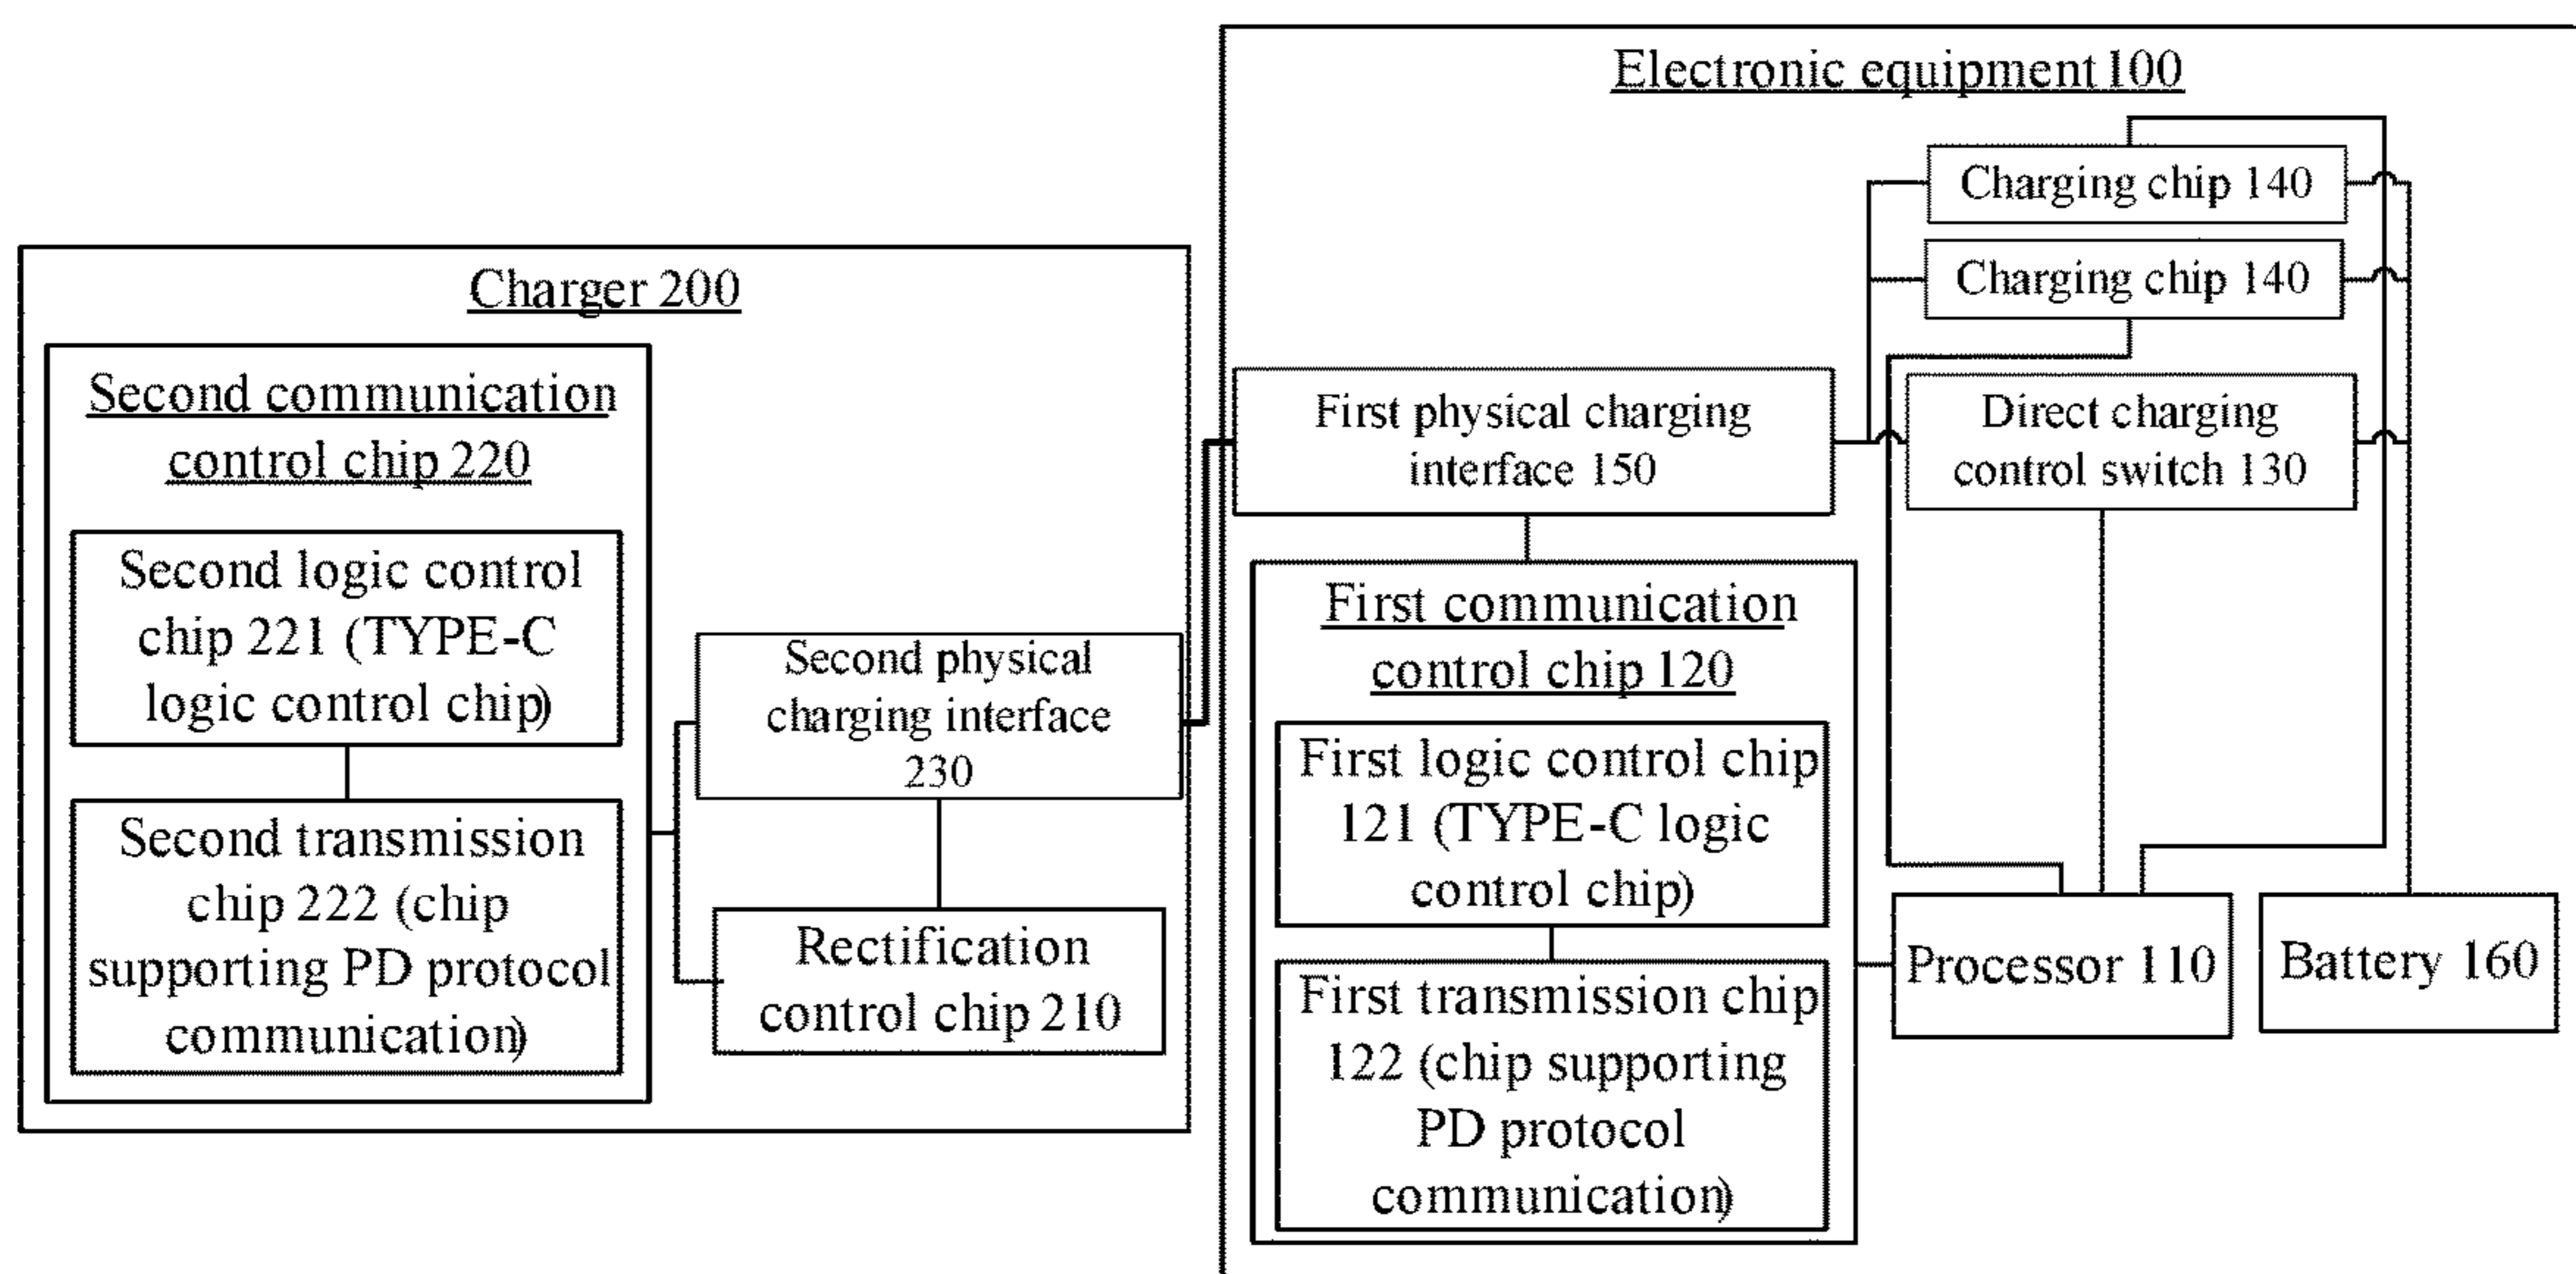 Electronic equipment 100
Charging chip 140
Charging chip 140
Direct charging
control switch 130
First physical charging
interface 150
First communication
control chip 120
First logic control chip
121 (TYPE-C logic
control chip)
First transmission chip
122 (chip supporting
PD protocol
communication)
Processor 110
Battery 160
Charger 200
Second communication
control chip 220
Second logic control
chip 221 (TYPE-C
logic control chip)
Second transmission
chip 222 (chip
supporting PD protocol
communication)
Second physical
charging interface
230
Rectification
control chip 210